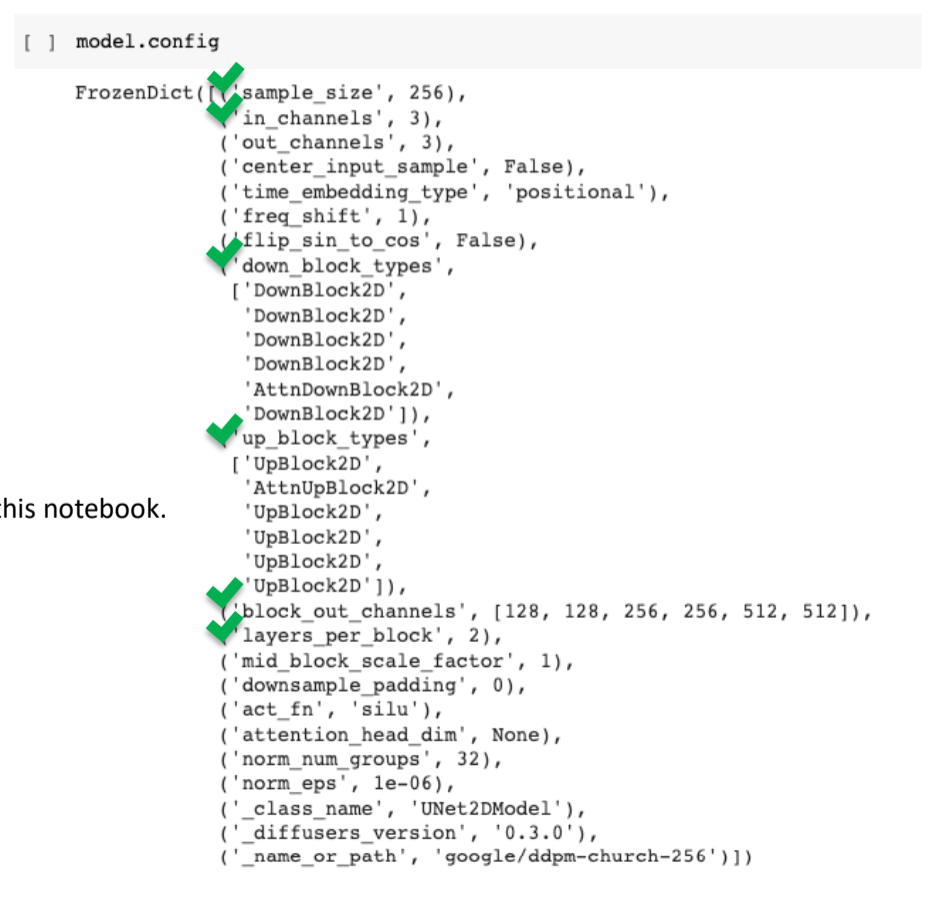 [ ] model.config
FrozenDict([('sample_size', 256),
('in_channels', 3),
('out_channels', 3),
('center_input_sample', False),
('time_embedding_type', 'positional'),
('freq_shift', 1),
('flip_sin_to_cos', False),
('down_block_types',
['DownBlock2D',
'DownBlock2D',
'DownBlock2D',
'DownBlock2D',
'AttnDownBlock2D',
'DownBlock2D']),
('up_block_types',
['UpBlock2D',
'AttnUpBlock2D',
this notebook.
'UpBlock2D',
'UpBlock2D',
'UpBlock2D',
'UpBlock2D']),
('block_out_channels', [128, 128, 256, 256, 512, 512]),
('layers_per_block', 2),
('mid_block_scale_factor', 1),
('downsample_padding', 0),
('act_fn', 'silu'),
('attention_head_dim', None),
('norm_num_groups', 32),
('norm_eps', 1e-06),
('_class_name', 'UNet2DModel'),
('_diffusers_version', '0.3.0'),
('_name_or_path', 'google/ddpm-church-256')])